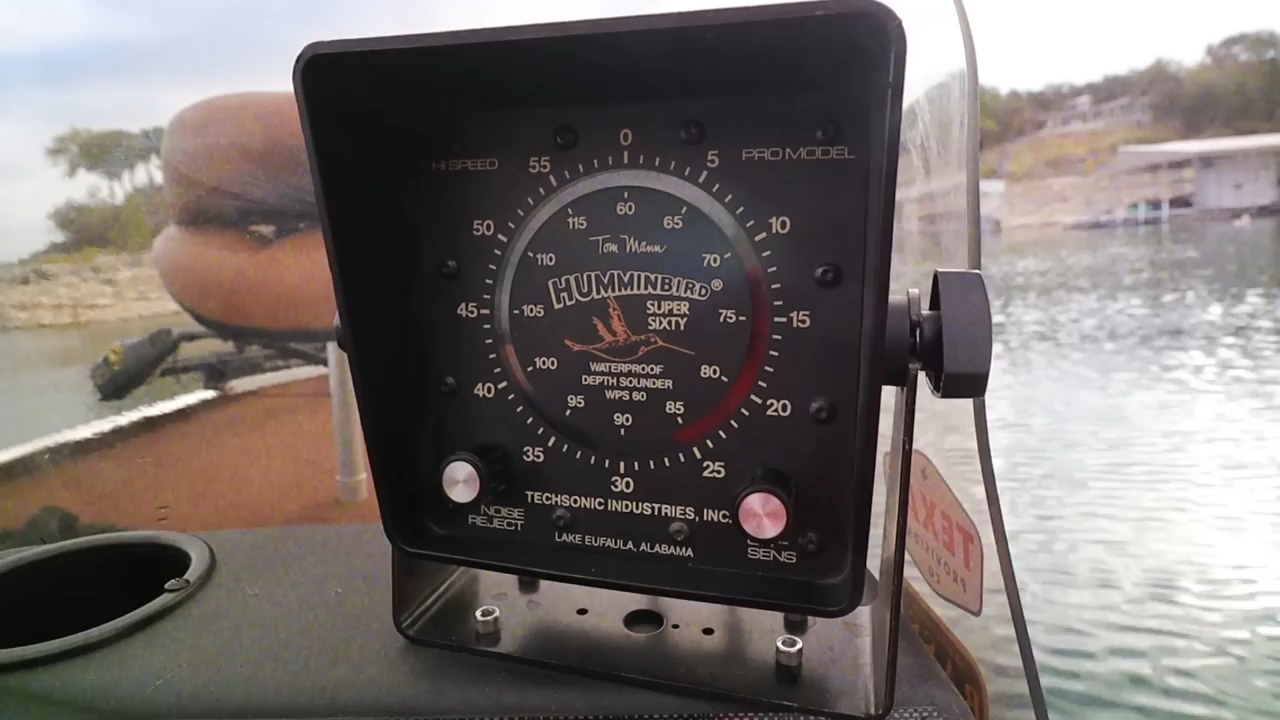 HI SPEED
PRO MODEL
0
5
10
15
20
25
30
35
40
45
50
55
60
65
70
75
80
85
90
95
100
105
110
115
Tom Mann
HUMMINBIRD®
SUPER
SIXTY
WATERPROOF
DEPTH SOUNDER
WPS 60
TECHSONIC INDUSTRIES, INC.
LAKE EUFAULA, ALABAMA
NOISE
REJECT
SENS